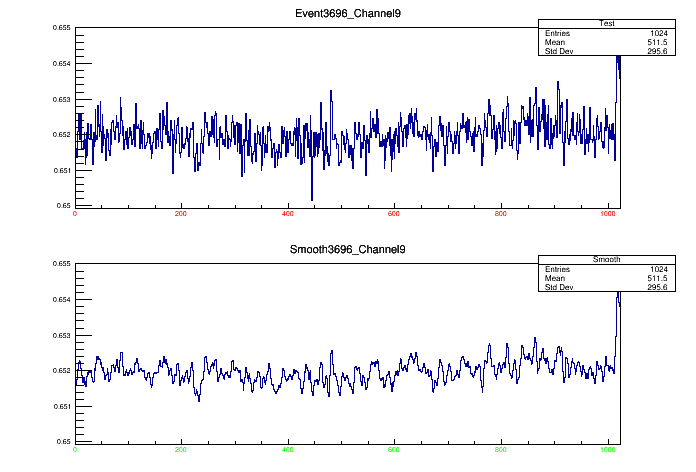 Event3696_Channel9
Test
Entries 1024
Mean 511.5
Std Dev 295.6
0.655
0.654
0.653
0.652
0.651
0.65
0 200 400 600 800 1000
Smooth3696_Channel9
Smooth
Entries 1024
Mean 511.5
Std Dev 295.6
0.655
0.654
0.653
0.652
0.651
0.65
0 200 400 600 800 1000